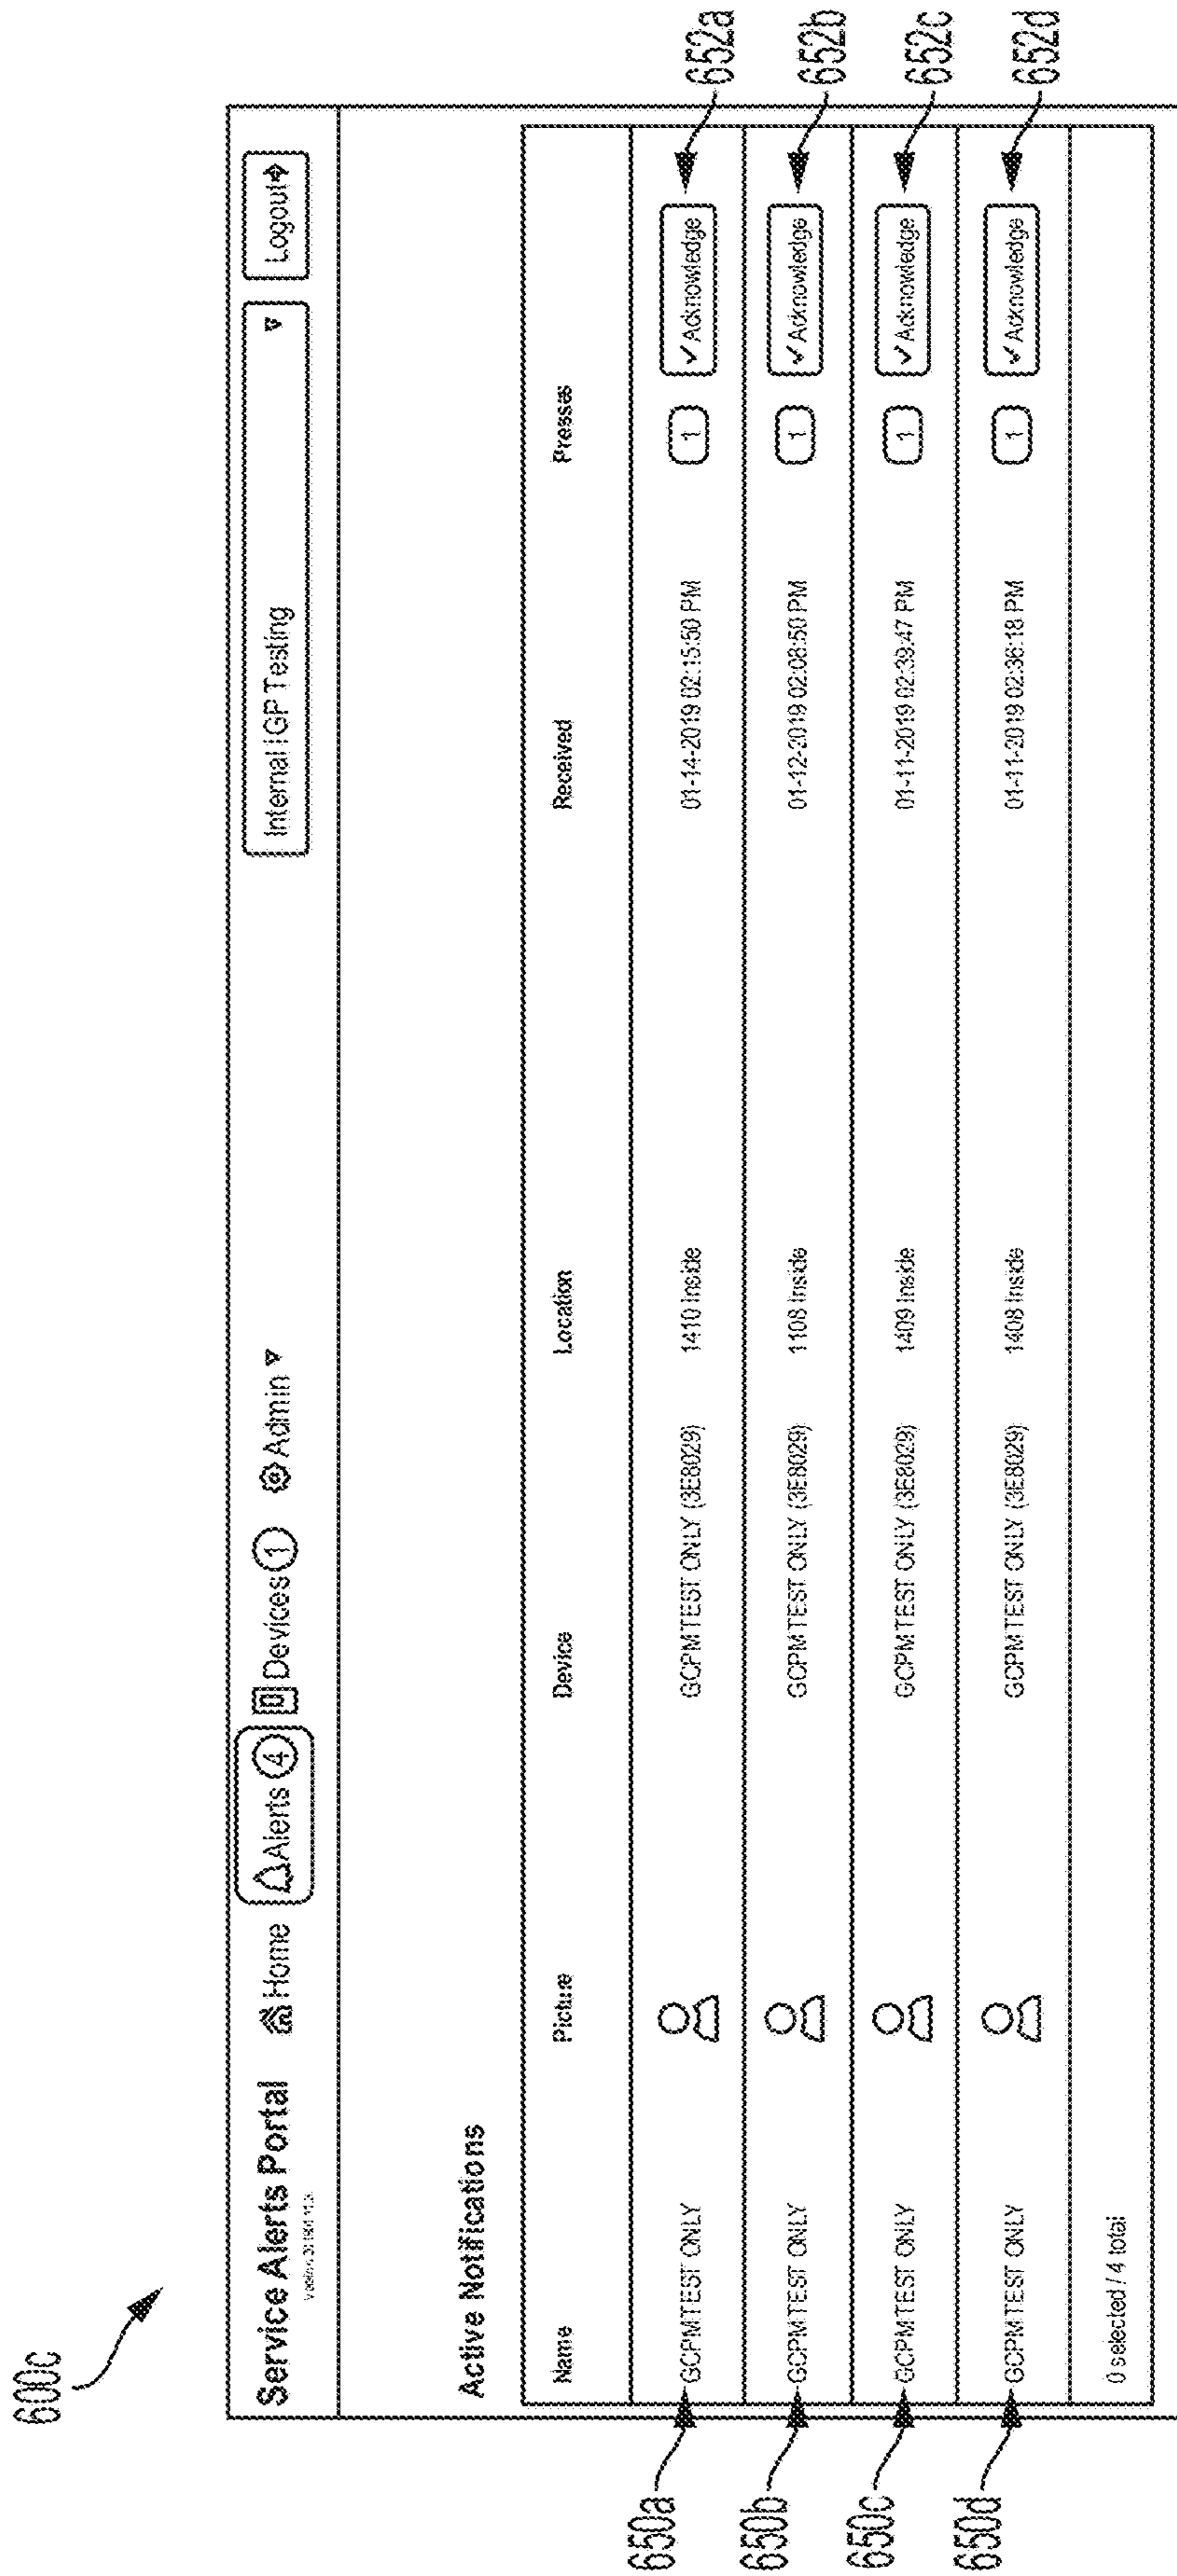 600c
Service Alerts Portal Home Alerts 4 Devices 1 Admin Internal IGP Testing Logout
Active Notifications
Name Picture Device Location Received Presses
650a GCPM TEST ONLY GCPM TEST ONLY (3E8029) 1410 Inside 01-14-2019 02:15:50 PM 1 ✓ Acknowledge 652a
650b GCPM TEST ONLY GCPM TEST ONLY (3E8029) 1108 Inside 01-12-2019 02:08:50 PM 1 ✓ Acknowledge 652b
650c GCPM TEST ONLY GCPM TEST ONLY (3E8029) 1409 Inside 01-11-2019 02:39:47 PM 1 ✓ Acknowledge 652c
650d GCPM TEST ONLY GCPM TEST ONLY (3E8029) 1408 Inside 01-11-2019 02:36:18 PM 1 ✓ Acknowledge 652d
0 selected / 4 total